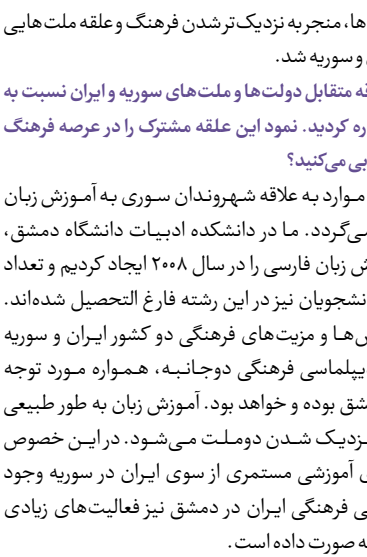 ها، منجر به نزدیک‌تر شدن فرهنگ و علقه ملت‌هایی
و سوریه شد.
متقابل دولت‌ها و ملت‌های سوریه و ایران نسبت به
کردید. نمود این علقه مشترک را در عرصه فرهنگ
می‌کنید؟
موارد به علاقه شهروندان سوری به آموزش زبان
می‌گردد. ما در دانشکده ادبیات دانشگاه دمشق،
زبان فارسی را در سال ۲۰۰۸ ایجاد کردیم و تعداد
نشجویان نیز در این رشته فارغ التحصیل شده‌اند.
ها و مزیت‌های فرهنگی دو کشور ایران و سوریه
یپلماسی فرهنگی دوجانبه، همواره مورد توجه
شق بوده و خواهد بود. آموزش زبان به طور طبیعی
نزدیک شدن دوملت می‌شود. در این خصوص
آموزشی مستمری از سوی ایران در سوریه وجود
فرهنگی ایران در دمشق نیز فعالیت‌های زیادی
ه صورت داده است.